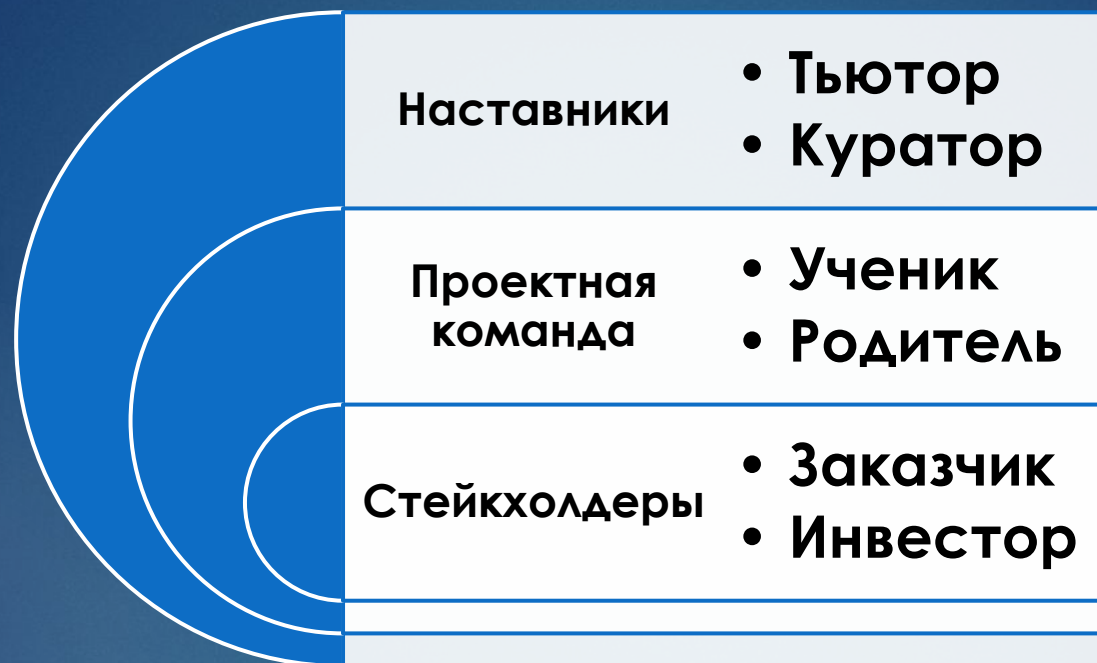 Наставники
• Тьютор
• Куратор
Проектная
команда
• Ученик
• Родитель
Стейкхолдеры
• Заказчик
• Инвестор